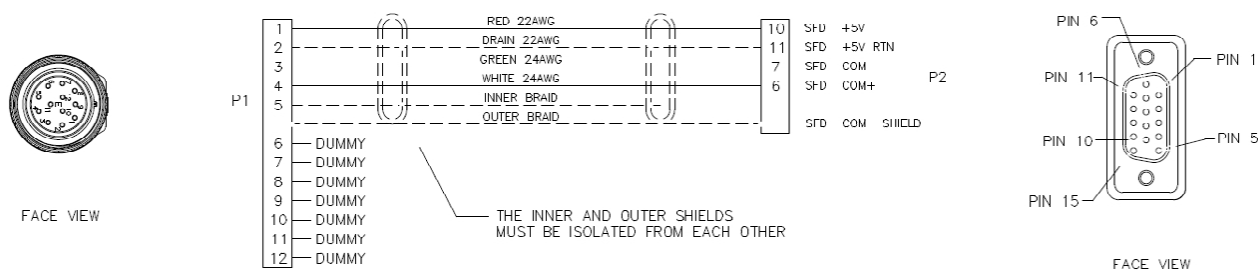 FACE VIEW
P1
1 RED 22AWG 10 SFD +5V
2 DRAIN 22AWG 11 SFD +5V RTN
3 GREEN 24AWG 7 SFD COM
4 WHITE 24AWG 6 SFD COM+
5 INNER BRAID
OUTER BRAID SFD COM SHIELD
6 DUMMY
7 DUMMY
8 DUMMY
9 DUMMY
10 DUMMY
11 DUMMY
12 DUMMY
THE INNER AND OUTER SHIELDS
MUST BE ISOLATED FROM EACH OTHER
P2
PIN 6
PIN 1
PIN 11
PIN 10
PIN 5
PIN 15
FACE VIEW